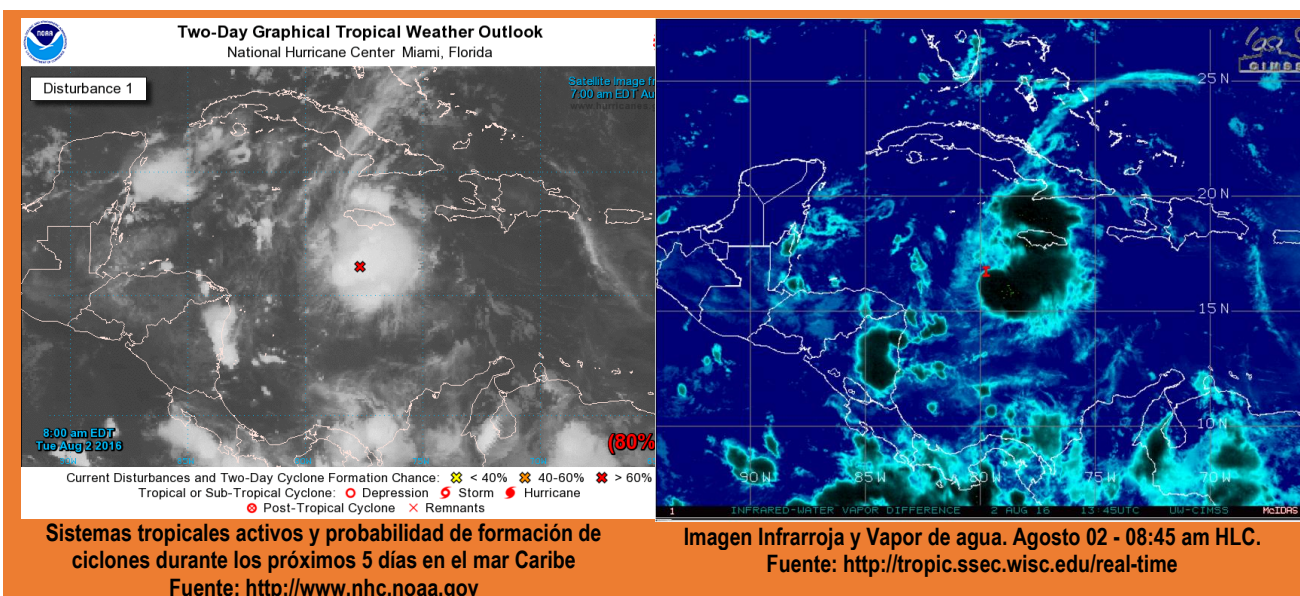 Two-Day Graphical Tropical Weather Outlook
National Hurricane Center Miami, Florida
NOAA
Disturbance 1
Satellite Image
7:00 am EDT
www.hurricanes
8:00 am EDT
Tue Aug 2 2016
(80%
Current Disturbances and Two-Day Cyclone Formation Chance: < 40% 40-60% > 60%
Tropical or Sub-Tropical Cyclone: Depression Storm Hurricane
Post-Tropical Cyclone Remnants
Sistemas tropicales activos y probabilidad de formación de
ciclones durante los próximos 5 días en el mar Caribe
Fuente: http://www.nhc.noaa.gov
CIMSS
25 N
20 N
15 N
10 N
90 W 85 W 80 W 75 W 70 W
1 INFRARED-WATER VAPOR DIFFERENCE 2 AUG 16 13:45UTC UW-CIMSS McIDAS
Imagen Infrarroja y Vapor de agua. Agosto 02 - 08:45 am HLC.
Fuente: http://tropic.ssec.wisc.edu/real-time